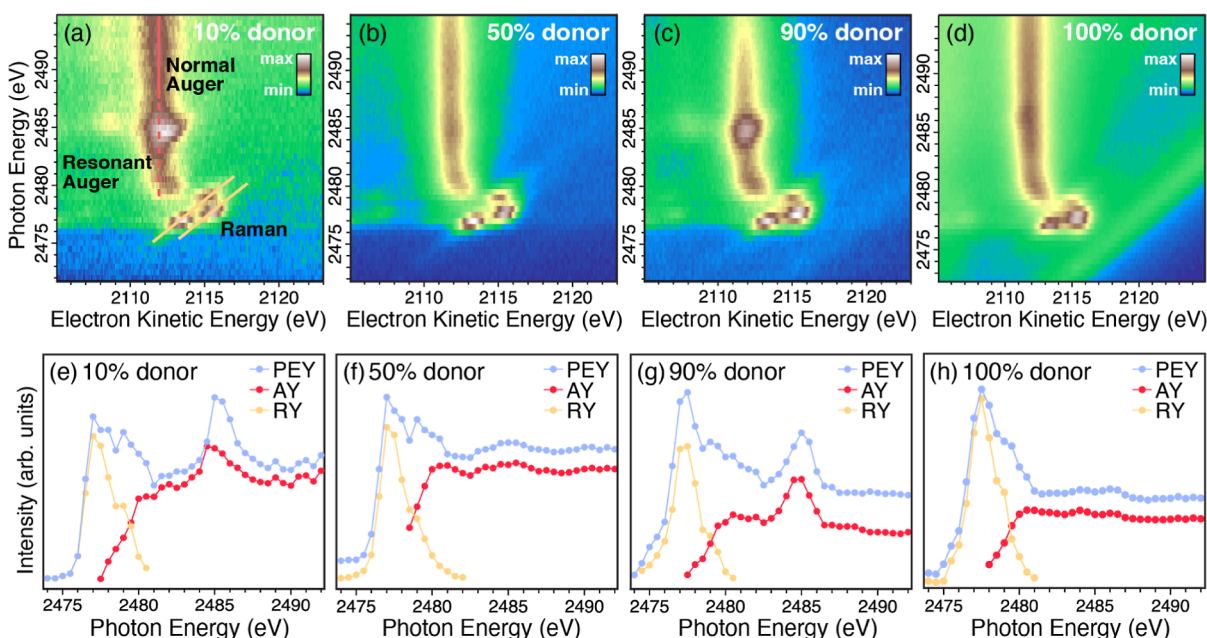 (a) 10% donor
max
min
Normal
Auger
Resonant
Auger
Raman
2490
2485
2480
2475
Photon Energy (eV)
2110 2115 2120
Electron Kinetic Energy (eV)
(b) 50% donor
max
min
2490
2485
2480
2475
2110 2115 2120
Electron Kinetic Energy (eV)
(c) 90% donor
max
min
2490
2485
2480
2475
2110 2115 2120
Electron Kinetic Energy (eV)
(d) 100% donor
max
min
2490
2485
2480
2475
2110 2115 2120
Electron Kinetic Energy (eV)
(e) 10% donor
PEY
AY
RY
Intensity (arb. units)
2475 2480 2485 2490
Photon Energy (eV)
(f) 50% donor
PEY
AY
RY
2475 2480 2485 2490
Photon Energy (eV)
(g) 90% donor
PEY
AY
RY
2475 2480 2485 2490
Photon Energy (eV)
(h) 100% donor
PEY
AY
RY
2475 2480 2485 2490
Photon Energy (eV)